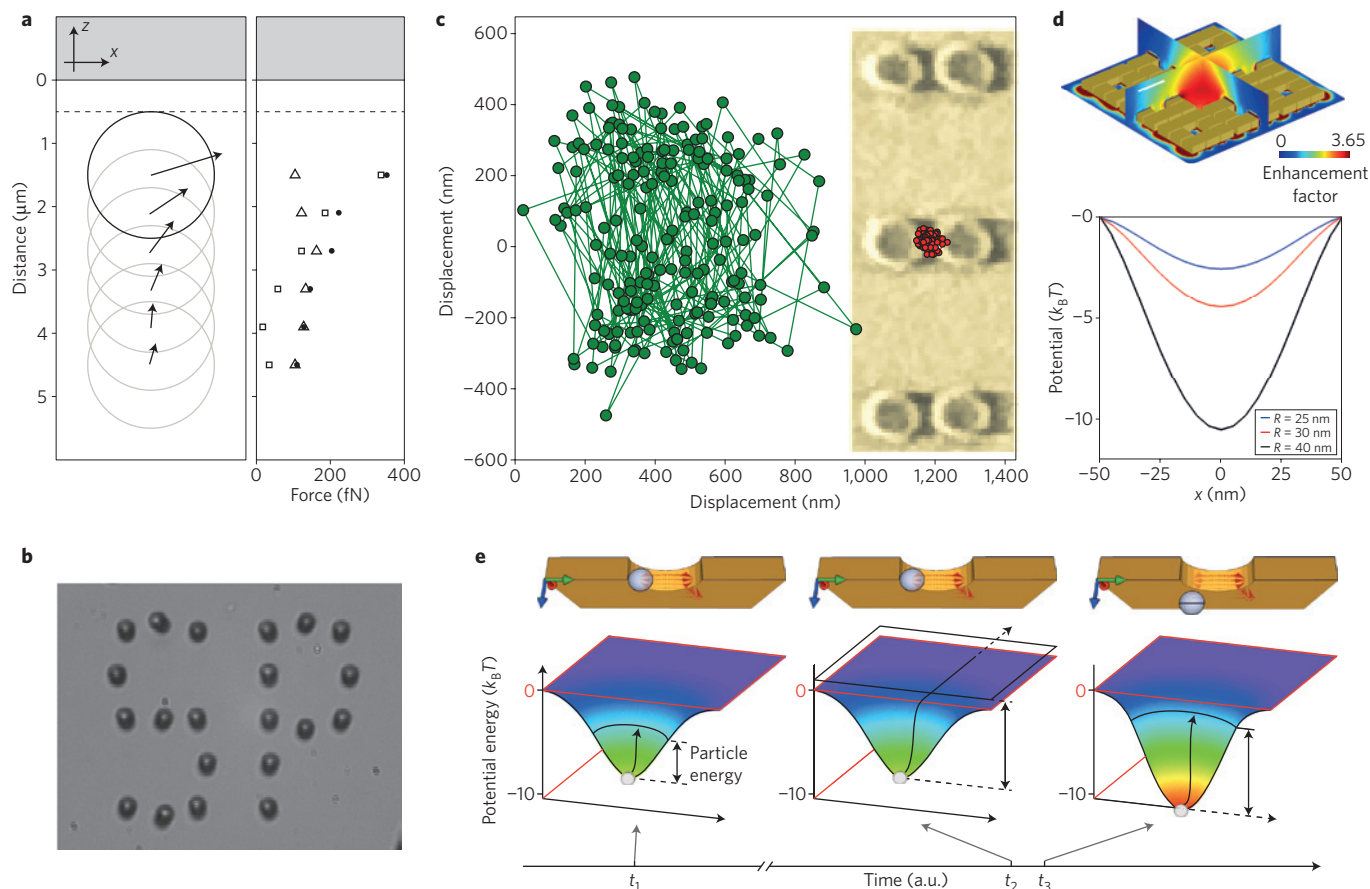 a
z
x
0
1
2
3
4
5
Distance (μm)
0 200 400
Force (fN)
b
c
600
400
200
0
−200
−400
−600
Displacement (nm)
0 200 400 600 800 1,000 1,200 1,400
Displacement (nm)
d
0 3.65
Enhancement
factor
−0
−5
−10
Potential (kBT)
R = 25 nm
R = 30 nm
R = 40 nm
−50 −25 0 25 50
x (nm)
e
Potential energy (kBT)
0
−10
Particle
energy
0
−10
0
−10
t1 Time (a.u.) t2 t3